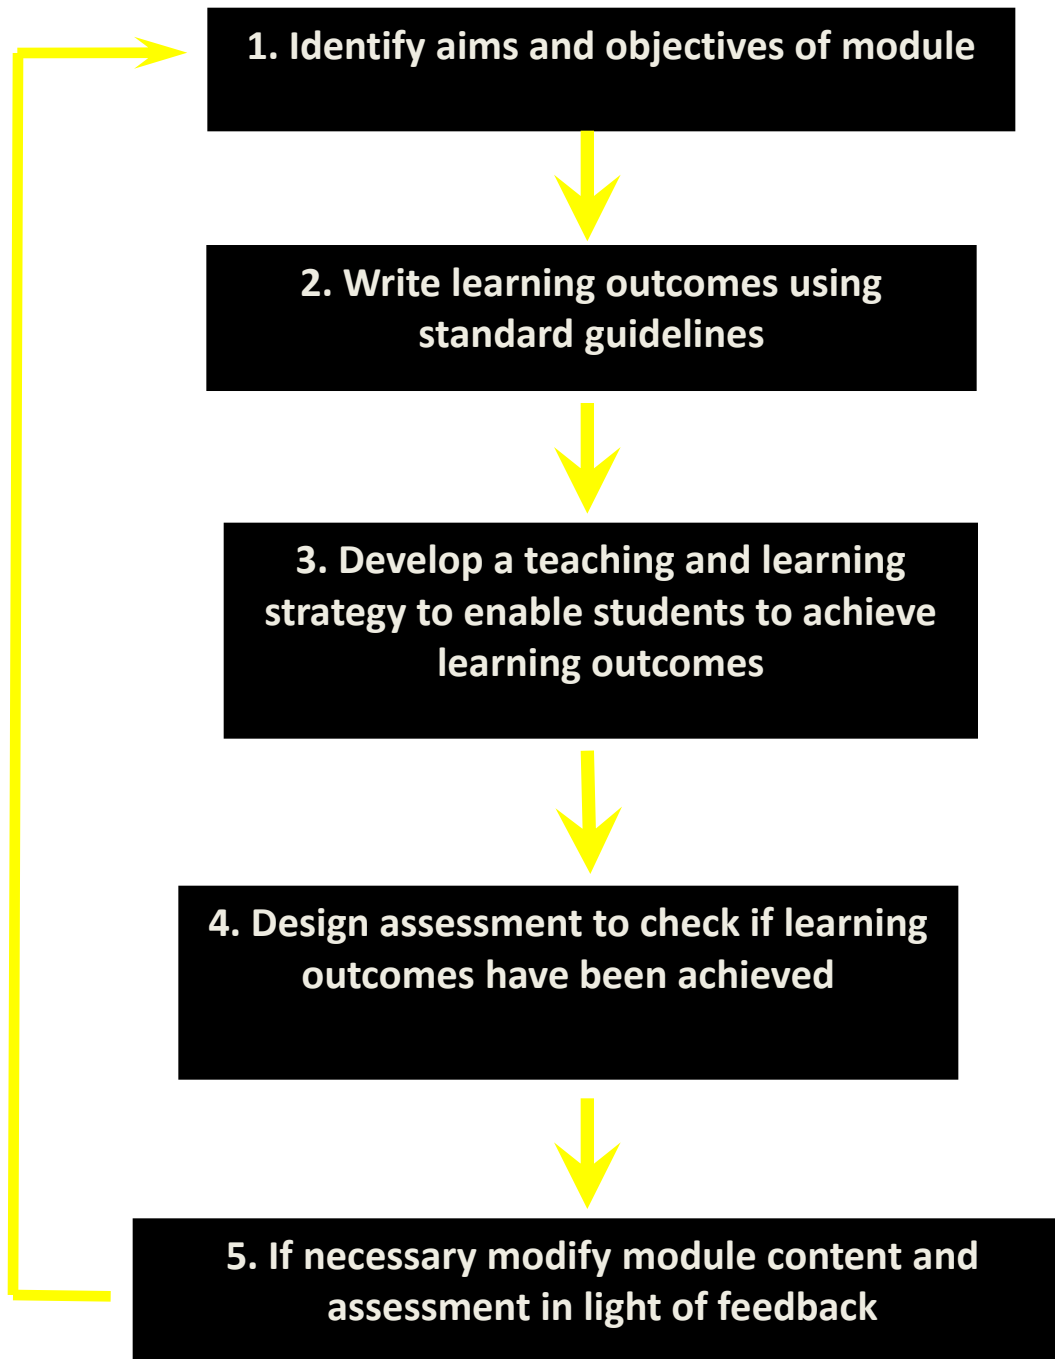 1. Identify aims and objectives of module
2. Write learning outcomes using
standard guidelines
3. Develop a teaching and learning
strategy to enable students to achieve
learning outcomes
4. Design assessment to check if learning
outcomes have been achieved
5. If necessary modify module content and
assessment in light of feedback